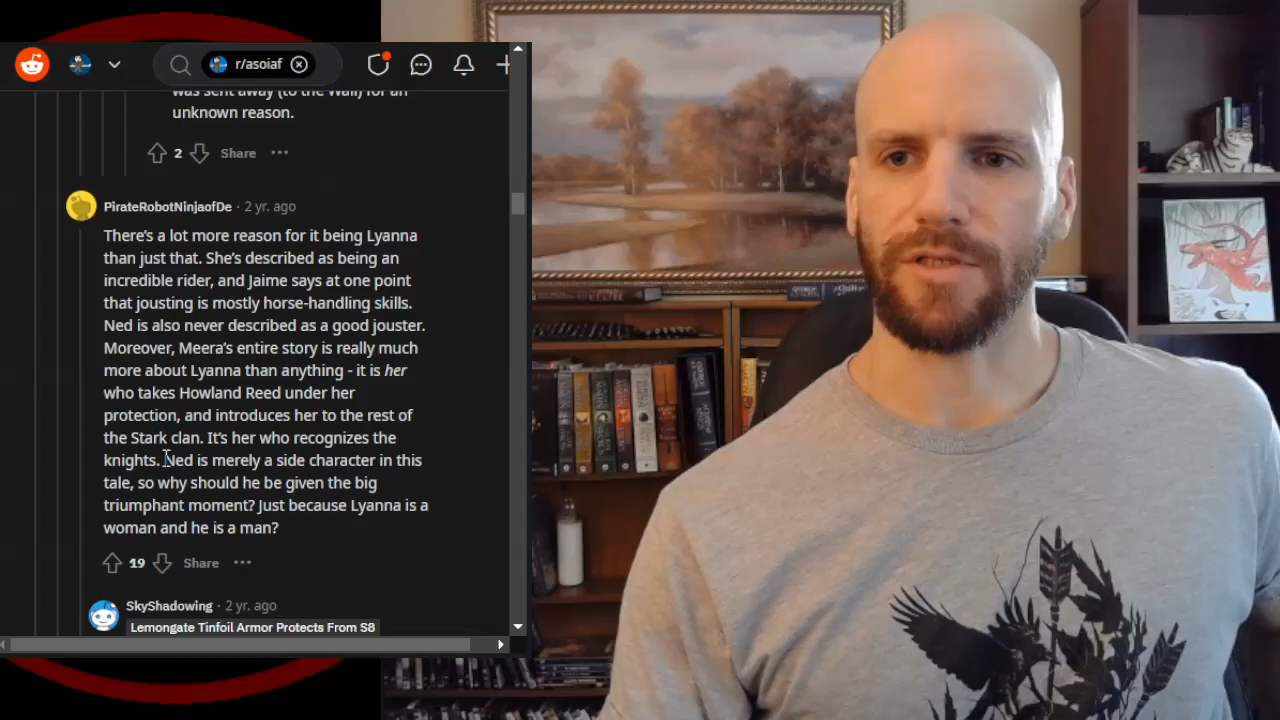 r/asoiaf
was sent away (to the Wall) for an
unknown reason.
2 Share
PirateRobotNinjaofDe · 2 yr. ago
There's a lot more reason for it being Lyanna
than just that. She's described as being an
incredible rider, and Jaime says at one point
that jousting is mostly horse-handling skills.
Ned is also never described as a good jouster.
Moreover, Meera's entire story is really much
more about Lyanna than anything - it is her
who takes Howland Reed under her
protection, and introduces her to the rest of
the Stark clan. It's her who recognizes the
knights. Ned is merely a side character in this
tale, so why should he be given the big
triumphant moment? Just because Lyanna is a
woman and he is a man?
19 Share
SkyShadowing · 2 yr. ago
Lemongate Tinfoil Armor Protects From S8